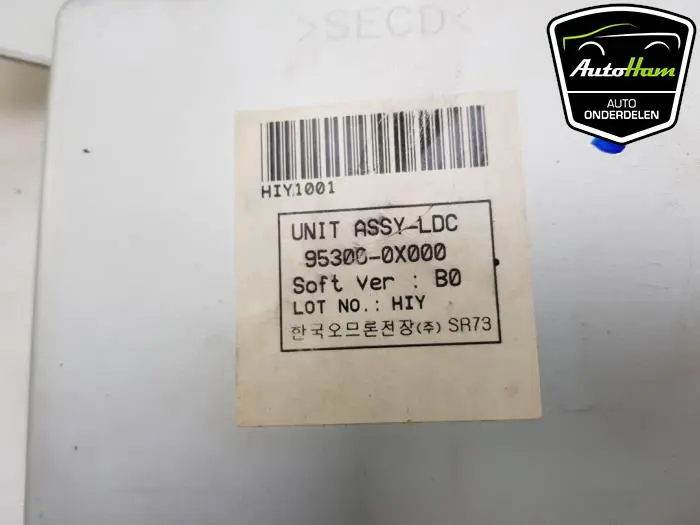 >SECD<
AutoHam
AUTO
ONDERDELEN
HIY1001
UNIT ASSY-LDC
95300-0X000
Soft Ver : B0
LOT NO.: HIY
한국오므론전장(주) SR73